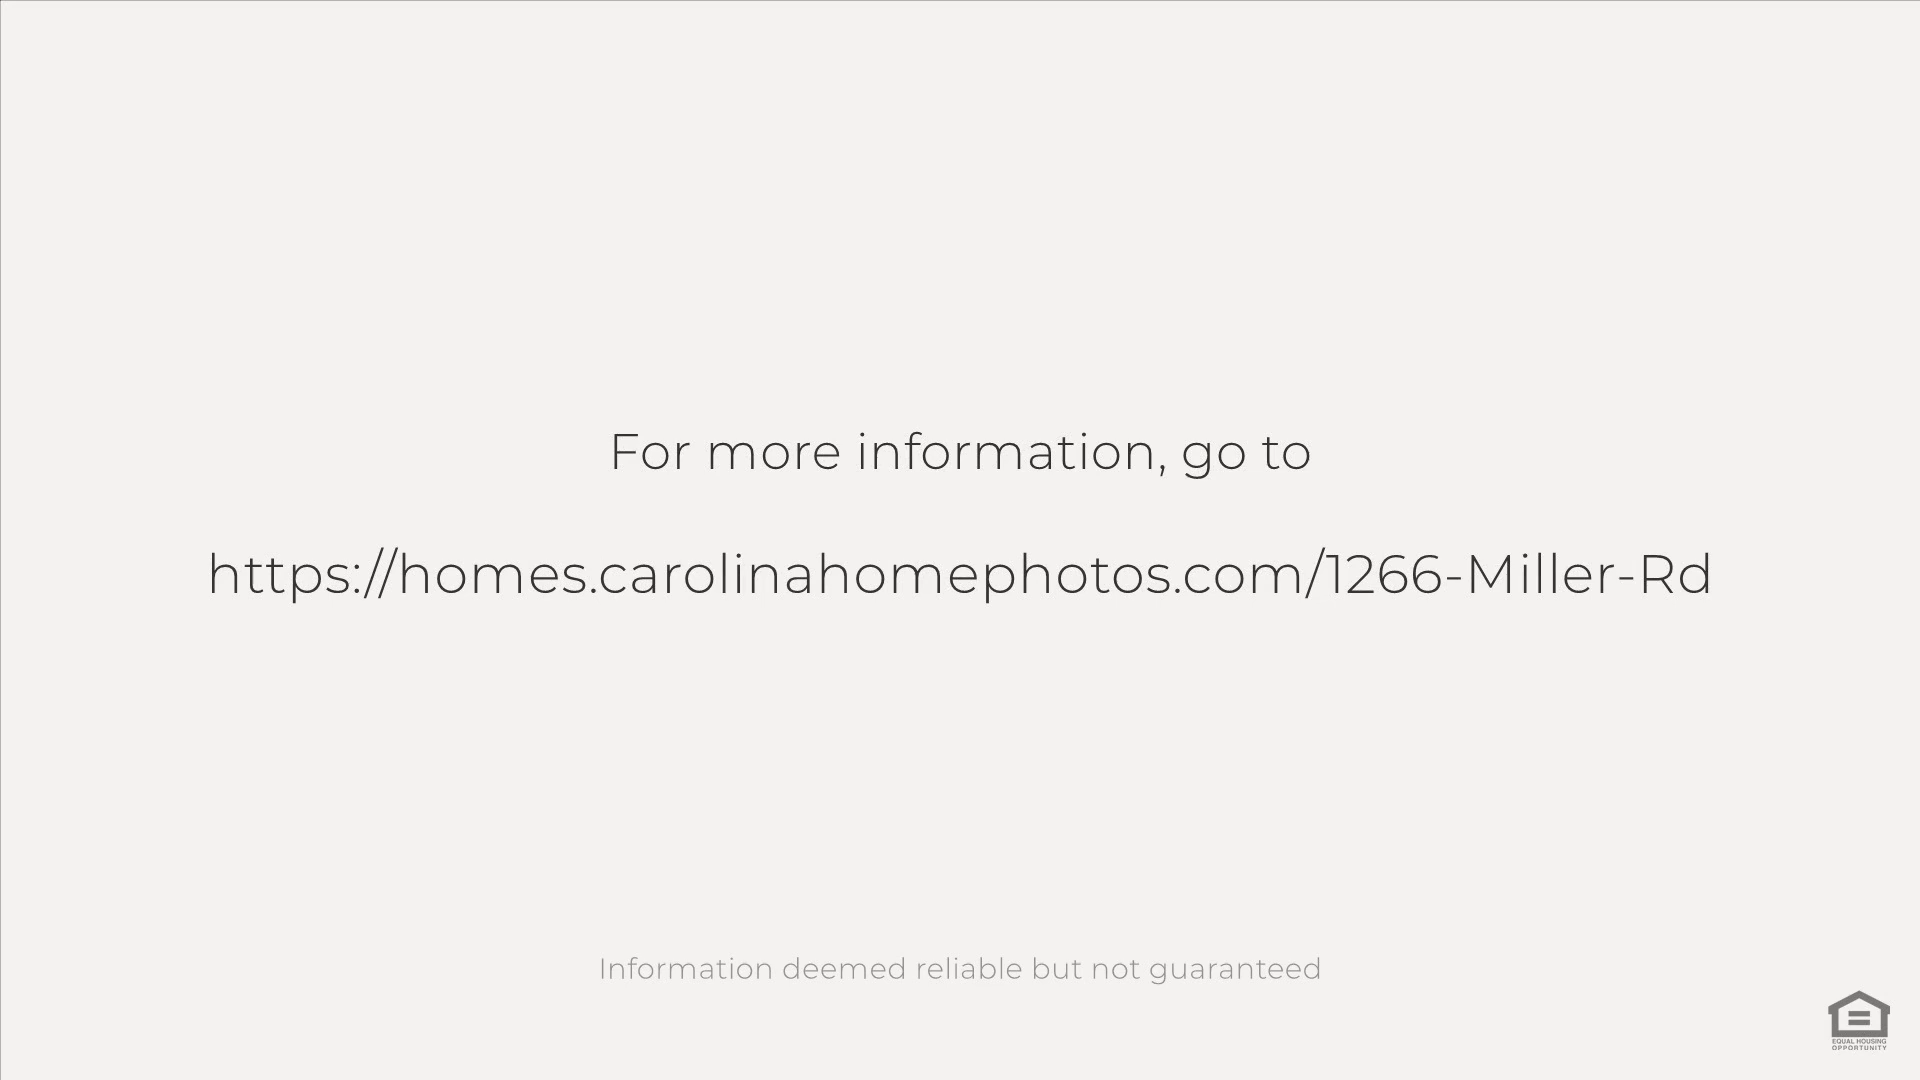 For more information, go to
https://homes.carolinahomephotos.com/1266-Miller-Rd
Information deemed reliable but not guaranteed
EQUAL HOUSING
OPPORTUNITY